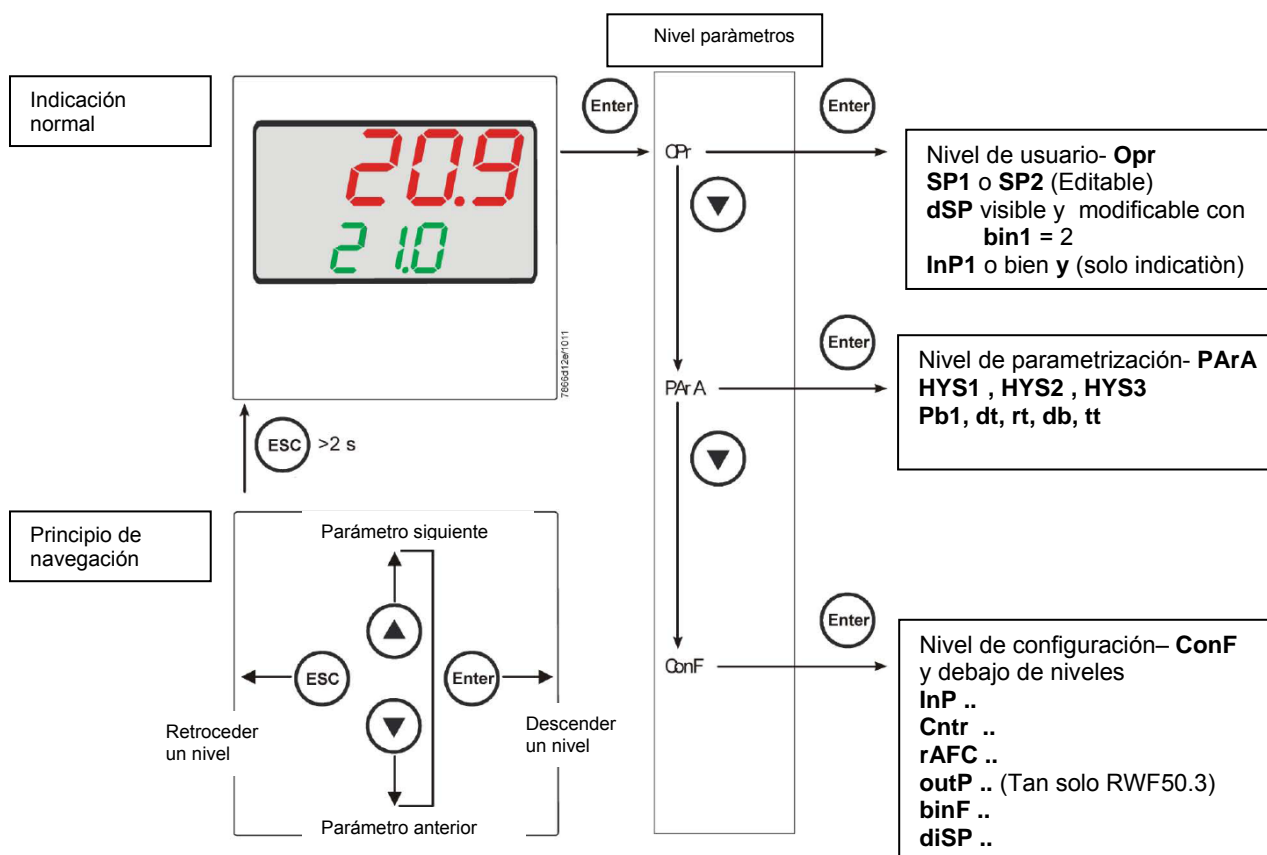 Nivel paràmetros
Indicación
normal
20.9
21.0
7866d12e/1011
Enter
Enter
OPr
Nivel de usuario- Opr
SP1 o SP2 (Editable)
dSP visible y modificable con
bin1 = 2
InP1 o bien y (solo indicatiòn)
Enter
PArA
Nivel de parametrización- PArA
HYS1 , HYS2 , HYS3
Pb1, dt, rt, db, tt
ESC >2 s
Principio de
navegación
Parámetro siguiente
ESC
Enter
Retroceder
un nivel
Descender
un nivel
Parámetro anterior
Enter
ConF
Nivel de configuración– ConF
y debajo de niveles
InP ..
Cntr ..
rAFC ..
outP .. (Tan solo RWF50.3)
binF ..
diSP ..